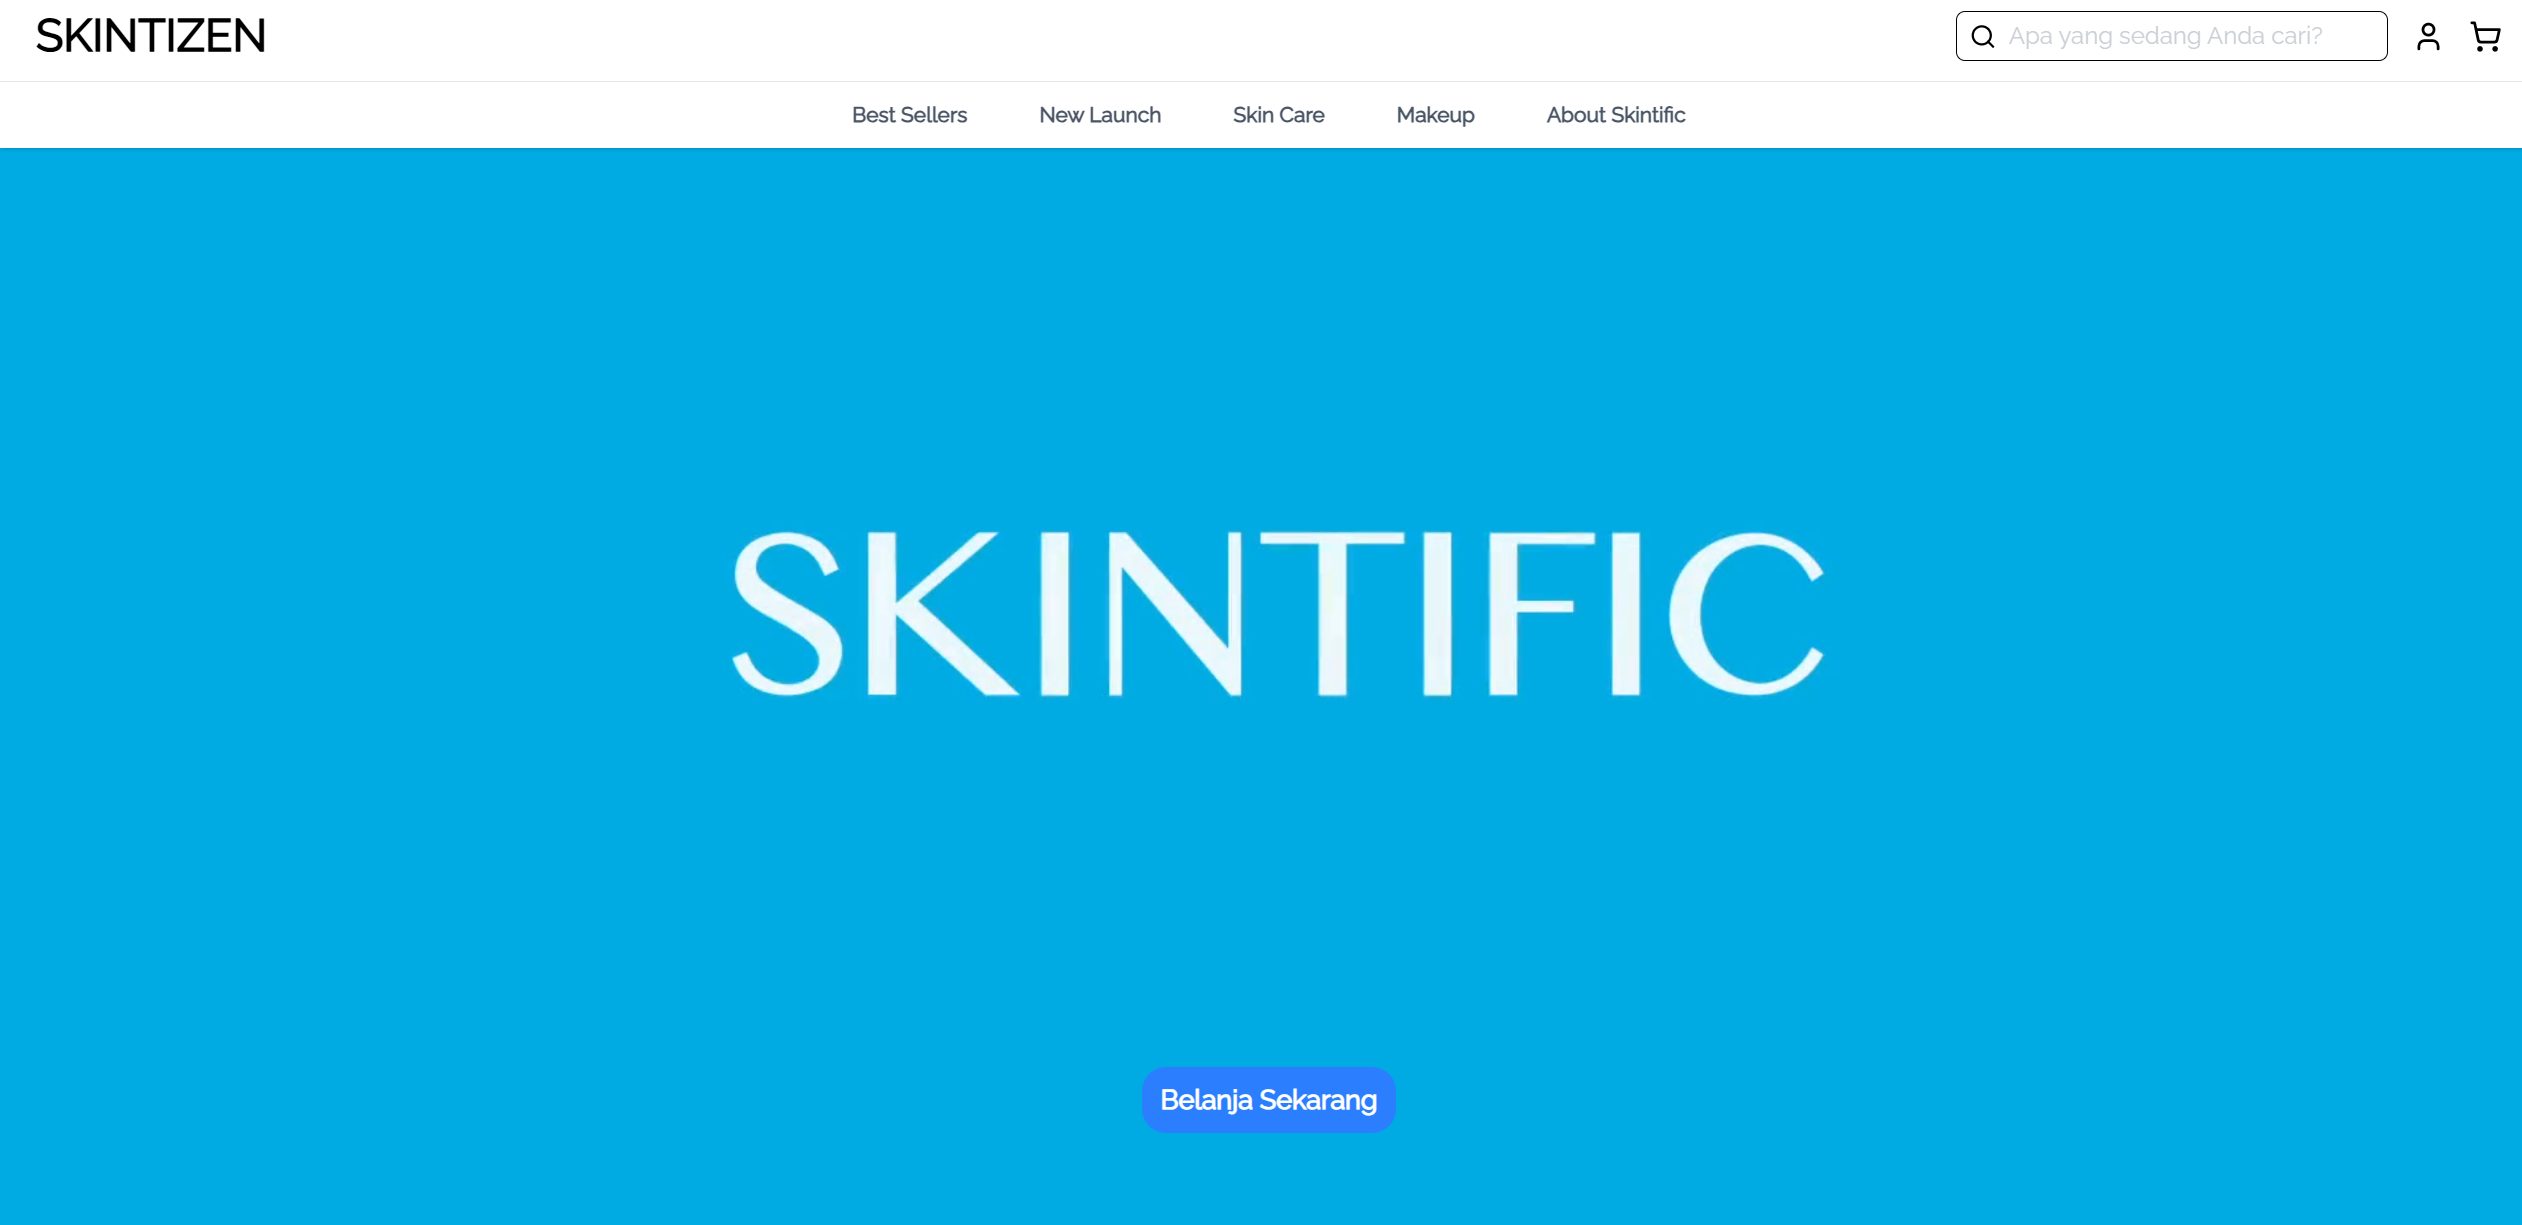 SKINTIZEN
Apa yang sedang Anda cari?
Best Sellers
New Launch
Skin Care
Makeup
About Skintific
SKINTIFIC
Belanja Sekarang